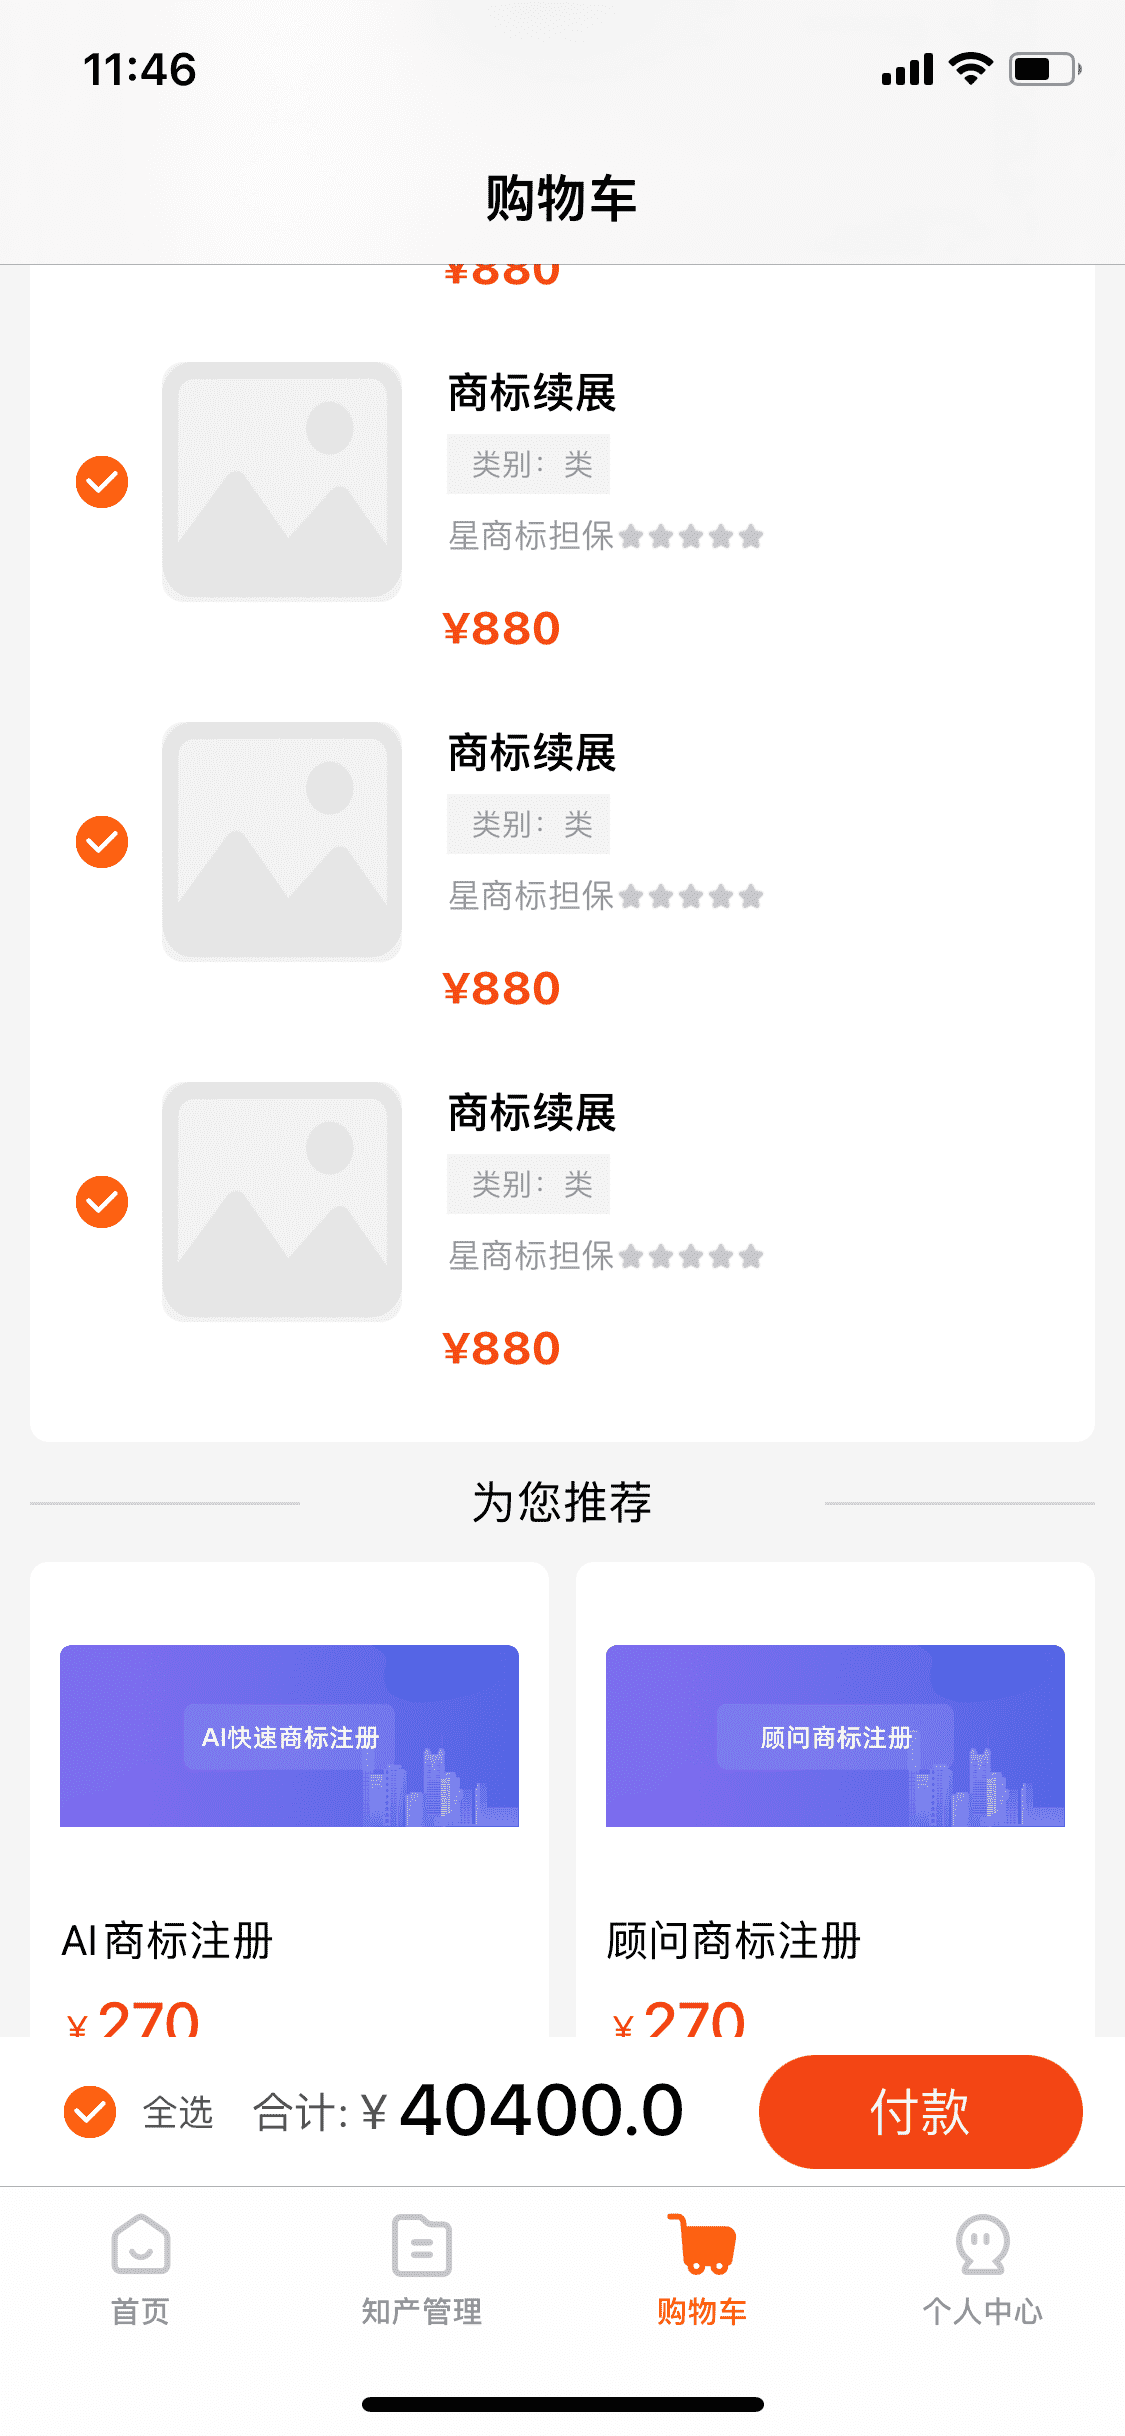 11:46
购物车
¥880
商标续展
类别：类
星商标担保
¥880
商标续展
类别：类
星商标担保
¥880
商标续展
类别：类
星商标担保
¥880
为您推荐
AI快速商标注册
顾问商标注册
AI商标注册
顾问商标注册
¥270
¥270
全选 合计:¥40400.0
付款
首页
知产管理
购物车
个人中心